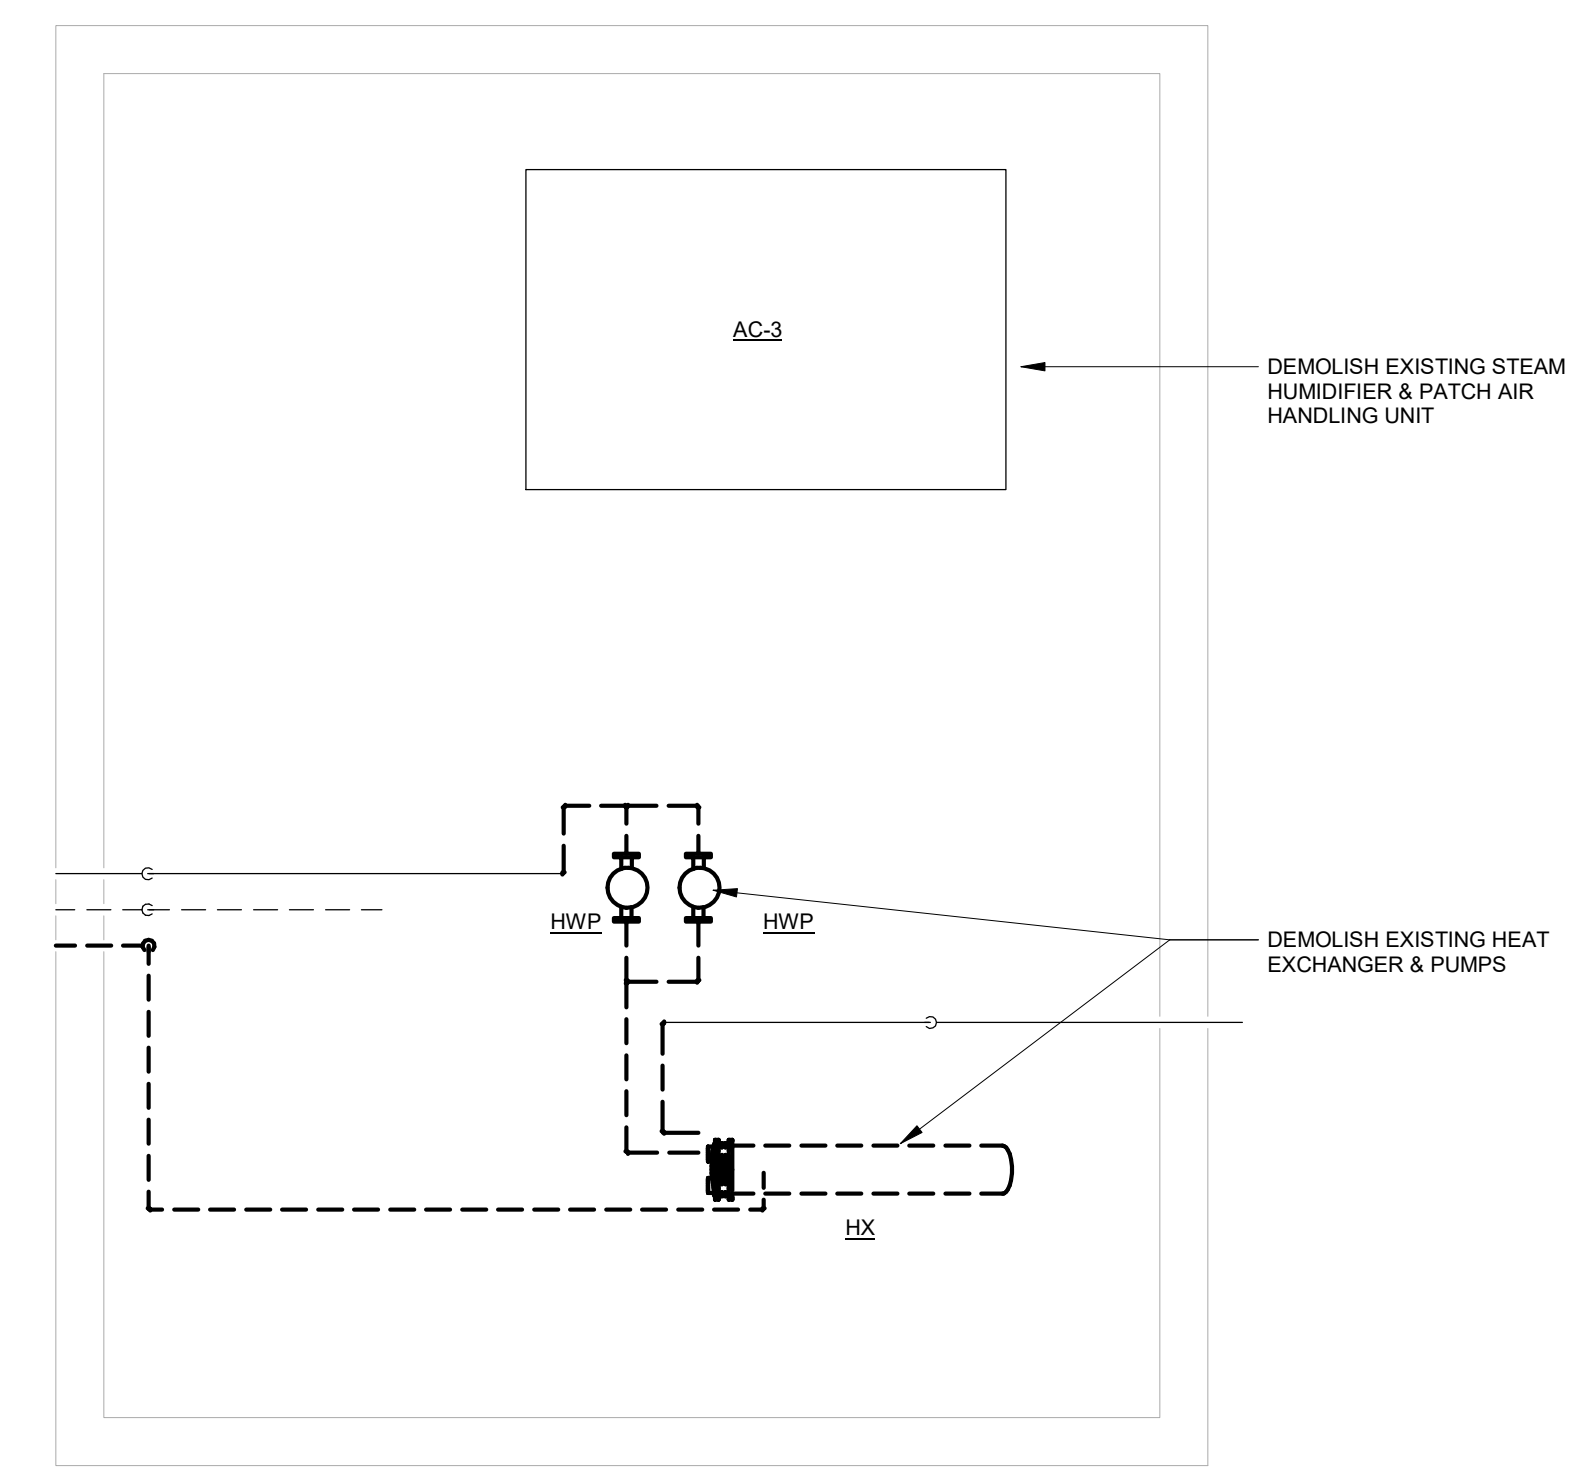 AC-3
DEMOLISH EXISTING STEAM
HUMIDIFIER & PATCH AIR
HANDLING UNIT
HWP
HWP
DEMOLISH EXISTING HEAT
EXCHANGER & PUMPS
HX